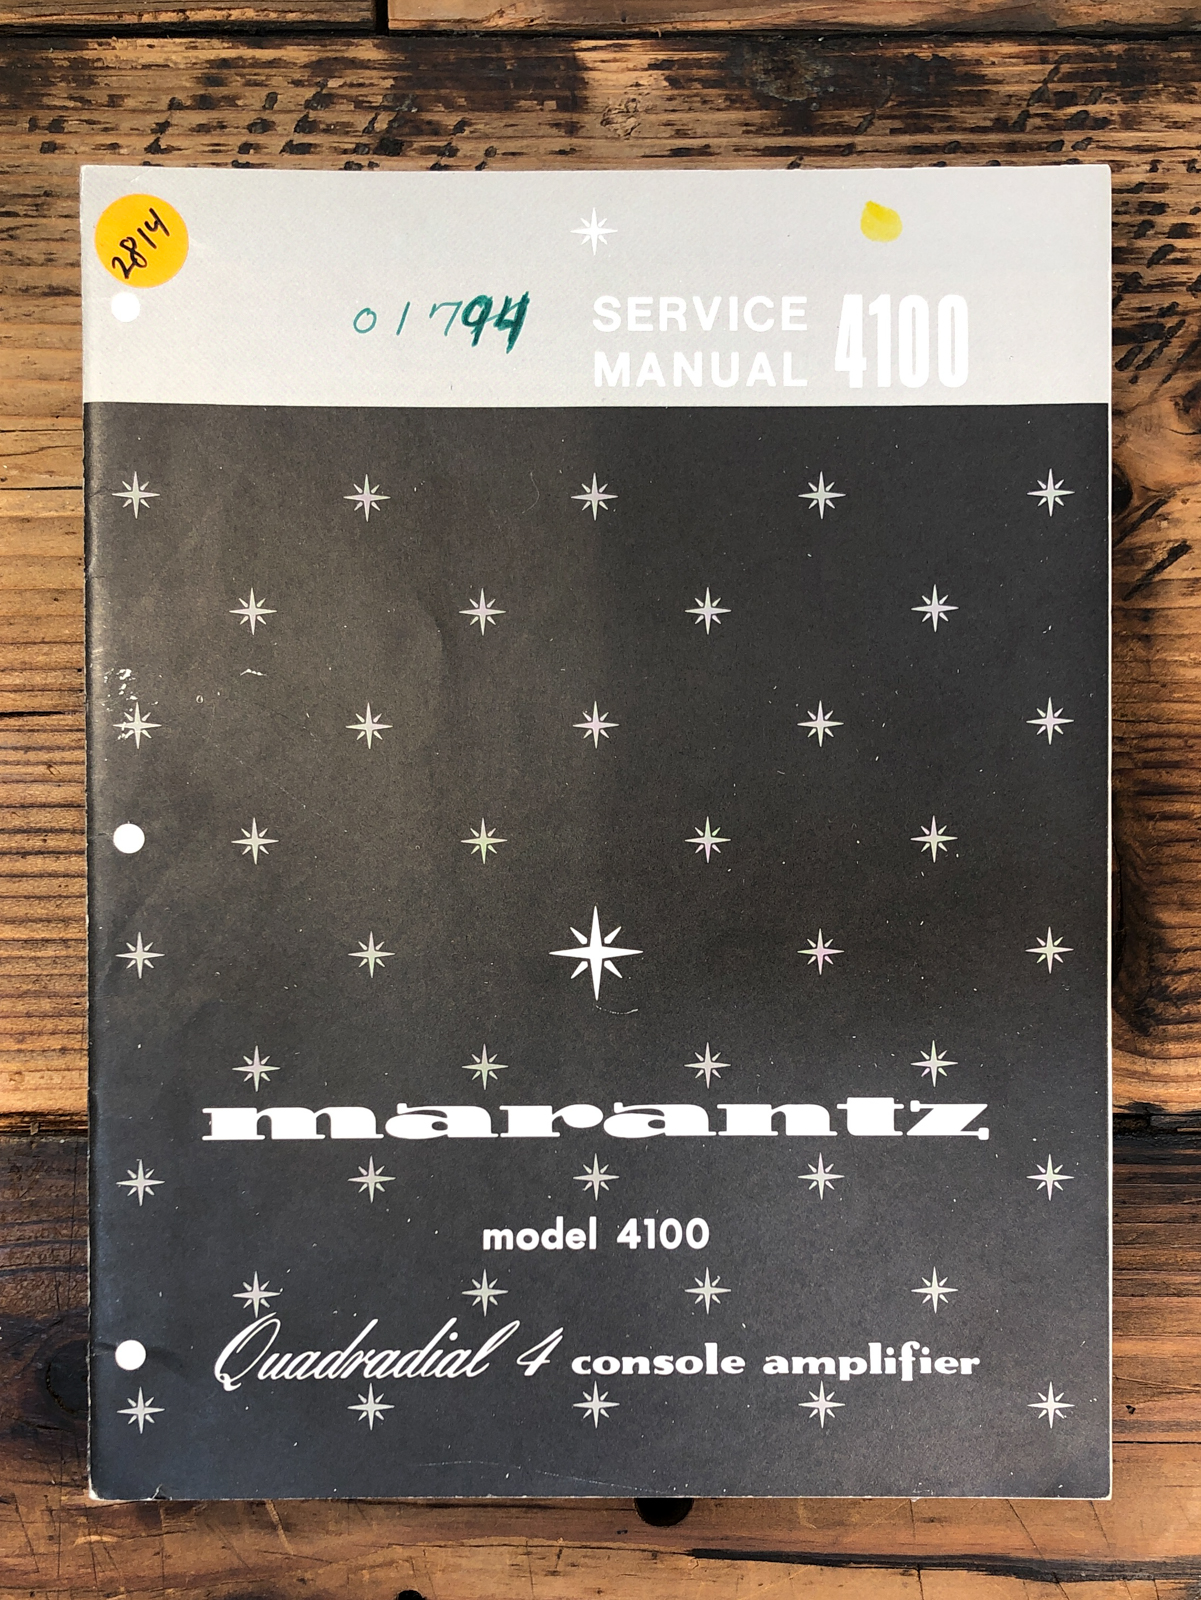 2814
01794
SERVICE
MANUAL 4100
marantz
model 4100
Quadradial 4 console amplifier